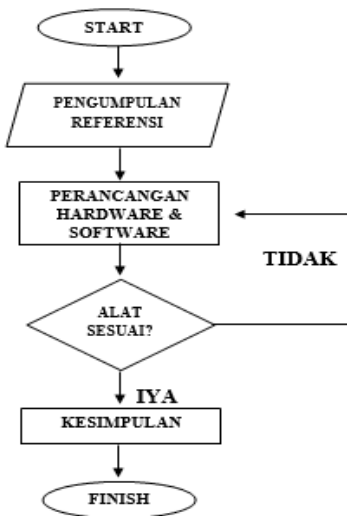 START
PENGUMPULAN
REFERENSI
PERANCANGAN
HARDWARE &
SOFTWARE
TIDAK
ALAT
SESUAI?
IYA
KESIMPULAN
FINISH